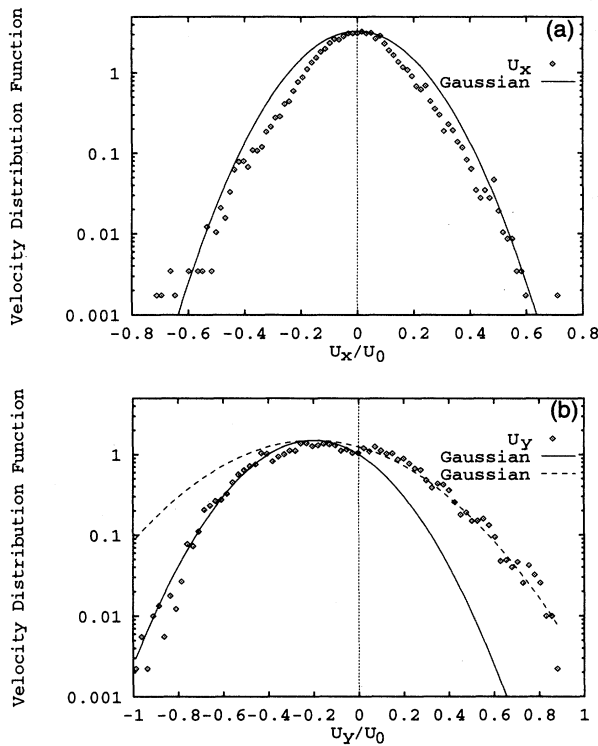 (a)
Velocity Distribution Function
Ux
Gaussian
1
0.1
0.01
0.001
-0.8 -0.6 -0.4 -0.2 0 0.2 0.4 0.6 0.8
Ux/U0
(b)
Velocity Distribution Function
Uy
Gaussian
Gaussian
1
0.1
0.01
0.001
-1 -0.8-0.6-0.4-0.2 0 0.2 0.4 0.6 0.8 1
Uy/U0